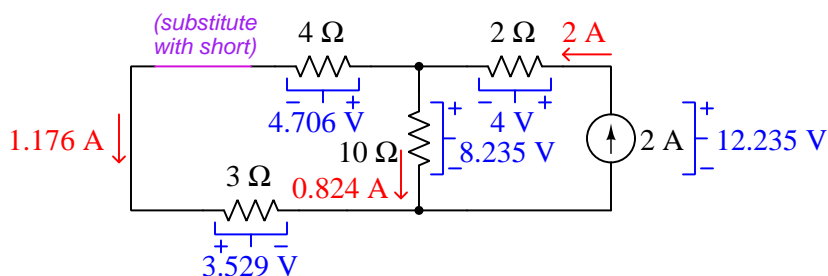 (substitute
with short)
4 Ω
2 Ω
2 A
− +
4.706 V
− +
4 V
1.176 A
10 Ω
+
−
8.235 V
2 A
+
−
12.235 V
3 Ω
0.824 A
+ −
3.529 V